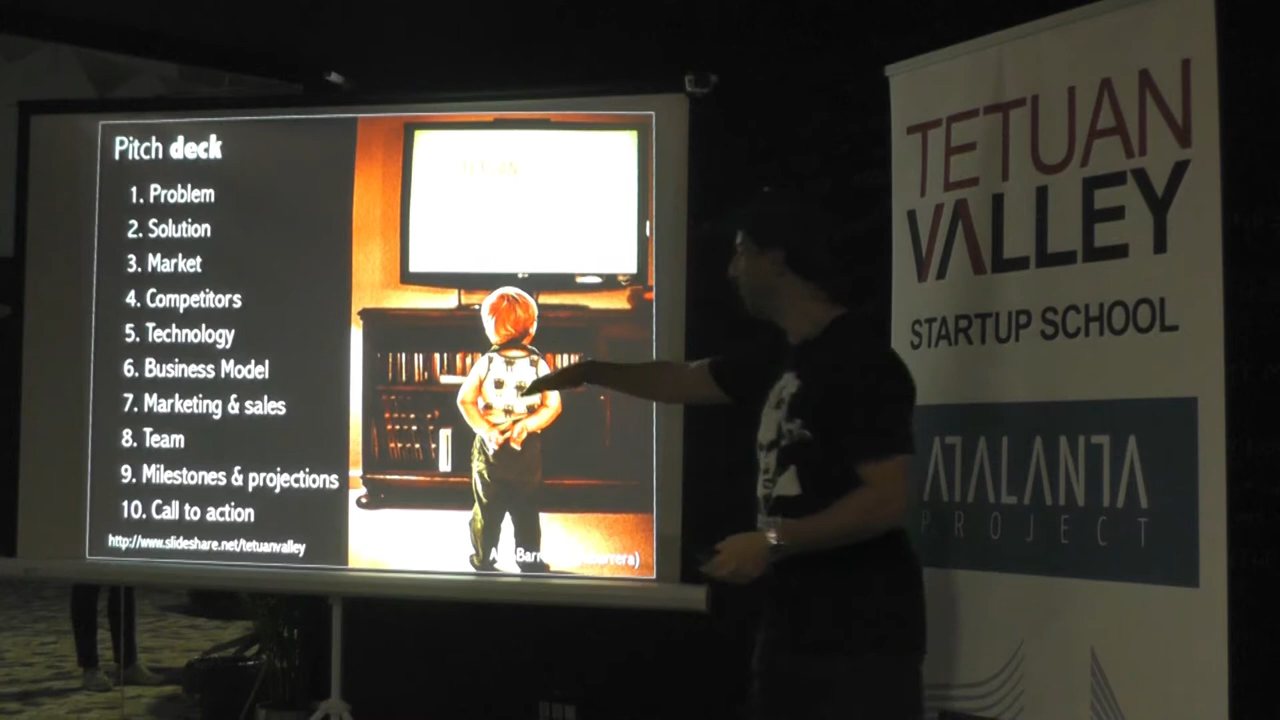 Pitch deck
1. Problem
2. Solution
3. Market
4. Competitors
5. Technology
6. Business Model
7. Marketing & sales
8. Team
9. Milestones & projections
10. Call to action
http://www.slideshare.net/tetuanvalley
TETUAN
TETUAN
VALLEY
STARTUP SCHOOL
ATALANTA
PROJECT